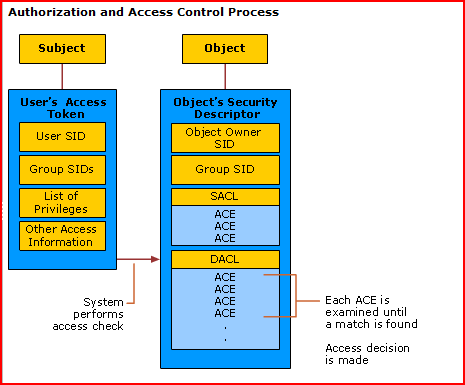 Authorization and Access Control Process
Subject
Object
User's Access
Token
User SID
Group SIDs
List of
Privileges
Other Access
Information
Object's Security
Descriptor
Object Owner
SID
Group SID
SACL
ACE
ACE
ACE
DACL
ACE
ACE
ACE
ACE
.
.
System
performs
access check
Each ACE is
examined until
a match is found
Access decision
is made